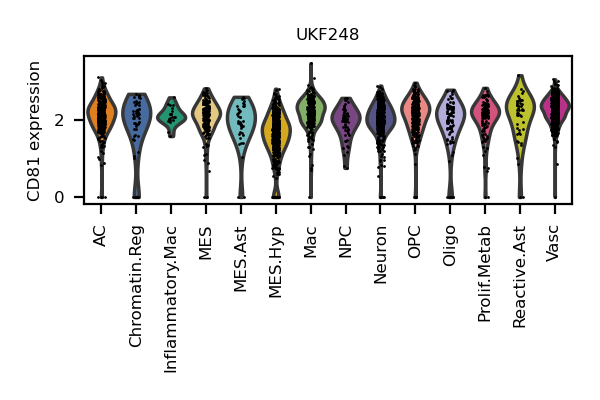 UKF248
CD81 expression
2
0
AC
Chromatin.Reg
Inflammatory.Mac
MES
MES.Ast
MES.Hyp
Mac
NPC
Neuron
OPC
Oligo
Prolif.Metab
Reactive.Ast
Vasc